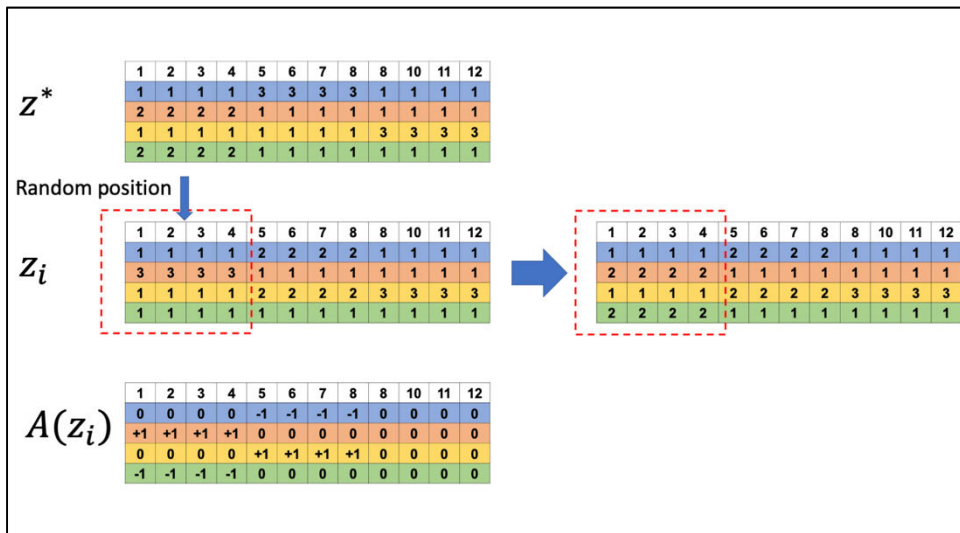 1 2 3 4 5 6 7 8 8 10 11 12
z* 1 1 1 1 3 3 3 3 1 1 1 1
2 2 2 2 1 1 1 1 1 1 1 1
1 1 1 1 1 1 1 1 3 3 3 3
2 2 2 2 1 1 1 1 1 1 1 1
Random position
1 2 3 4 5 6 7 8 8 10 11 12
z_i 1 1 1 1 2 2 2 2 1 1 1 1
3 3 3 3 1 1 1 1 1 1 1 1
1 1 1 1 2 2 2 2 3 3 3 3
1 1 1 1 1 1 1 1 1 1 1 1
1 2 3 4 5 6 7 8 8 10 11 12
1 1 1 1 2 2 2 2 1 1 1 1
2 2 2 2 1 1 1 1 1 1 1 1
1 1 1 1 2 2 2 2 3 3 3 3
2 2 2 2 1 1 1 1 1 1 1 1
1 2 3 4 5 6 7 8 8 10 11 12
A(z_i) 0 0 0 0 -1 -1 -1 -1 0 0 0 0
+1 +1 +1 +1 0 0 0 0 0 0 0 0
0 0 0 0 +1 +1 +1 +1 0 0 0 0
-1 -1 -1 -1 0 0 0 0 0 0 0 0